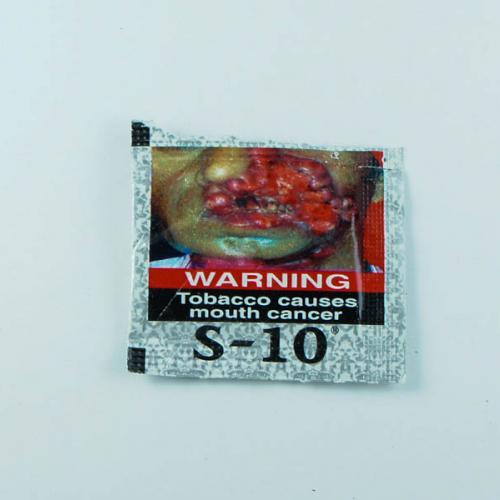 WARNING
Tobacco causes
mouth cancer
S-10®